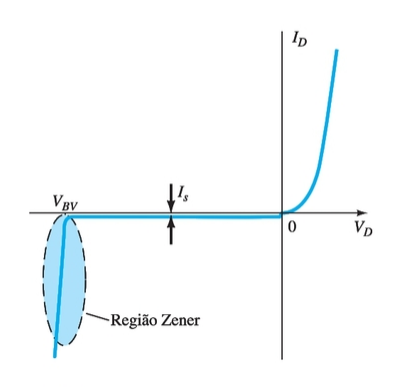 I_D
V_BV
I_s
0
V_D
Região Zener